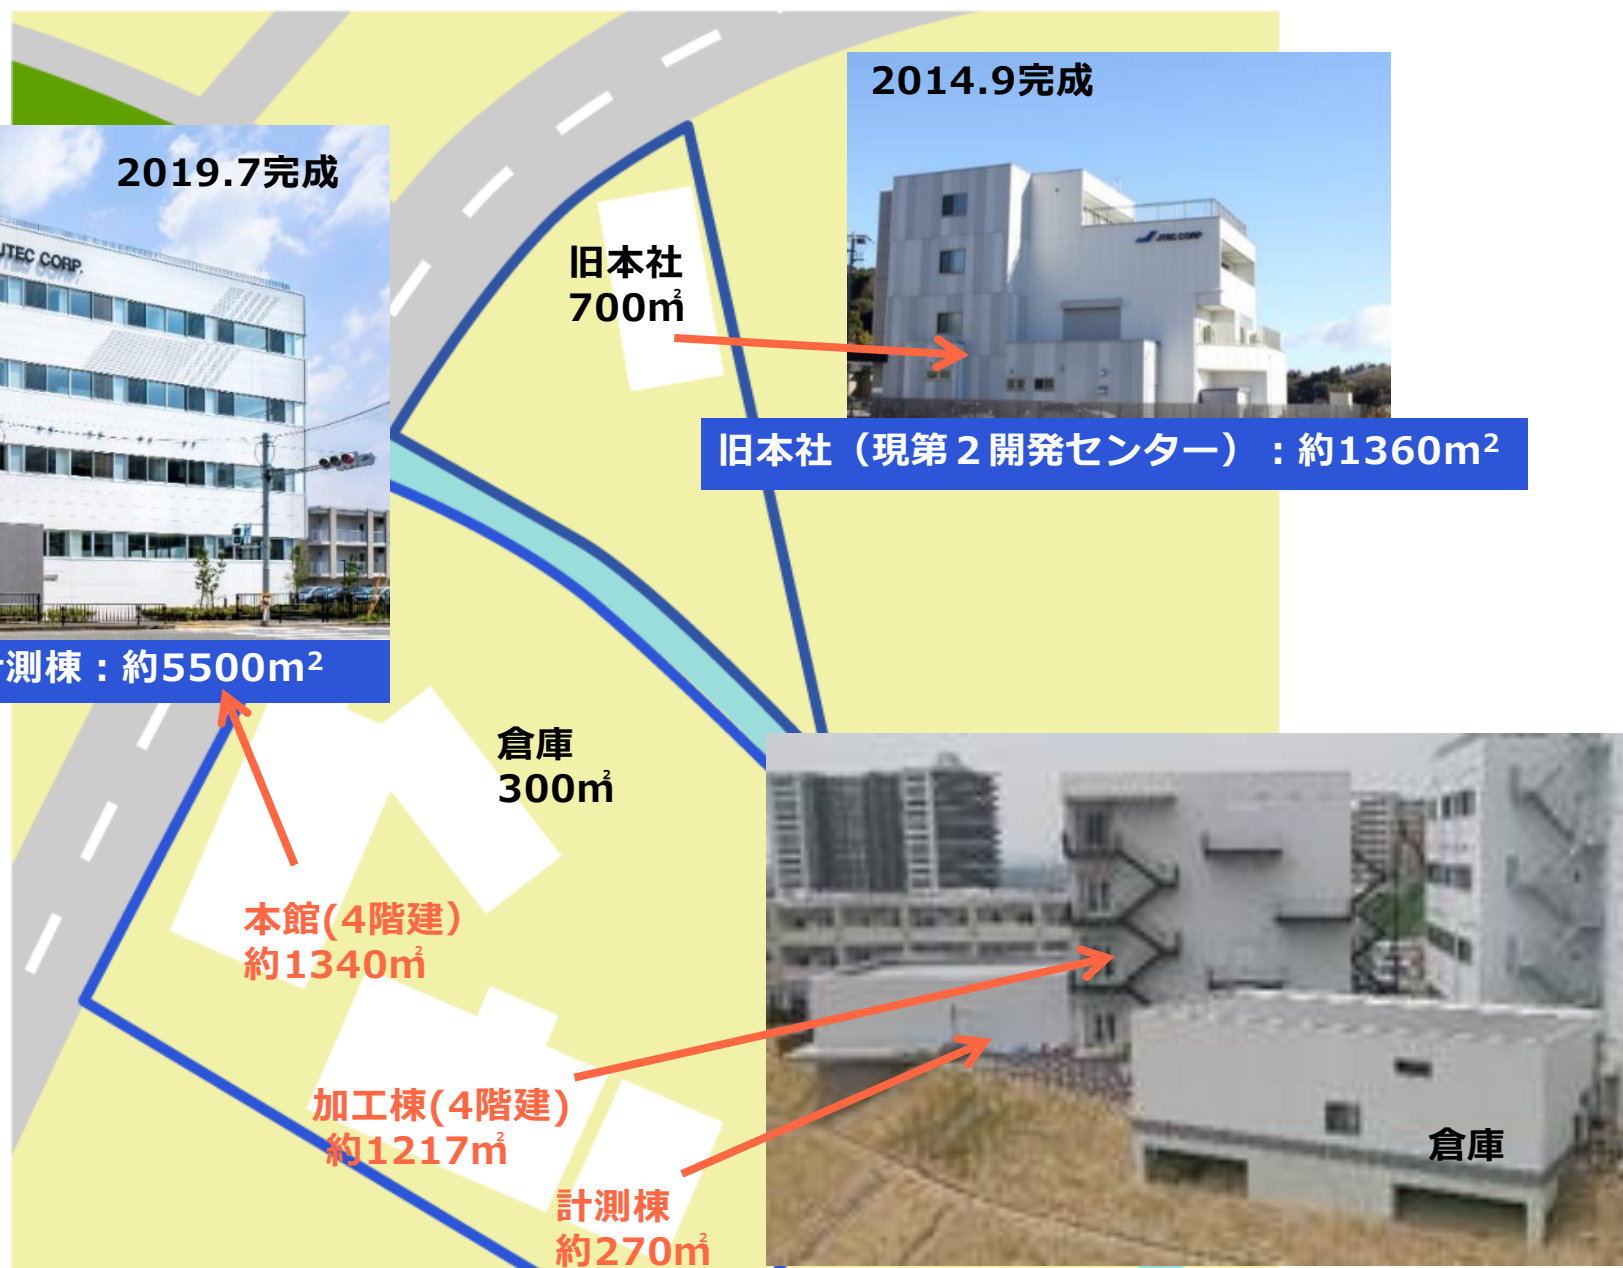 2014.9完成
2019.7完成
JTEC CORP.
JTEC CORP
旧本社
700㎡
旧本社（現第２開発センター）：約1360m²
測棟：約5500m²
倉庫
300㎡
本館(4階建）
約1340㎡
加工棟(4階建)
約1217㎡
倉庫
計測棟
約270㎡